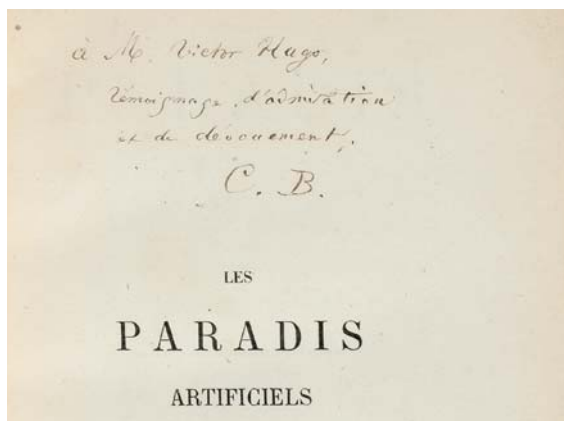 à M. Victor Hugo,
témoignage d'admiration
et de dévouement,
C. B.
LES
PARADIS
ARTIFICIELS